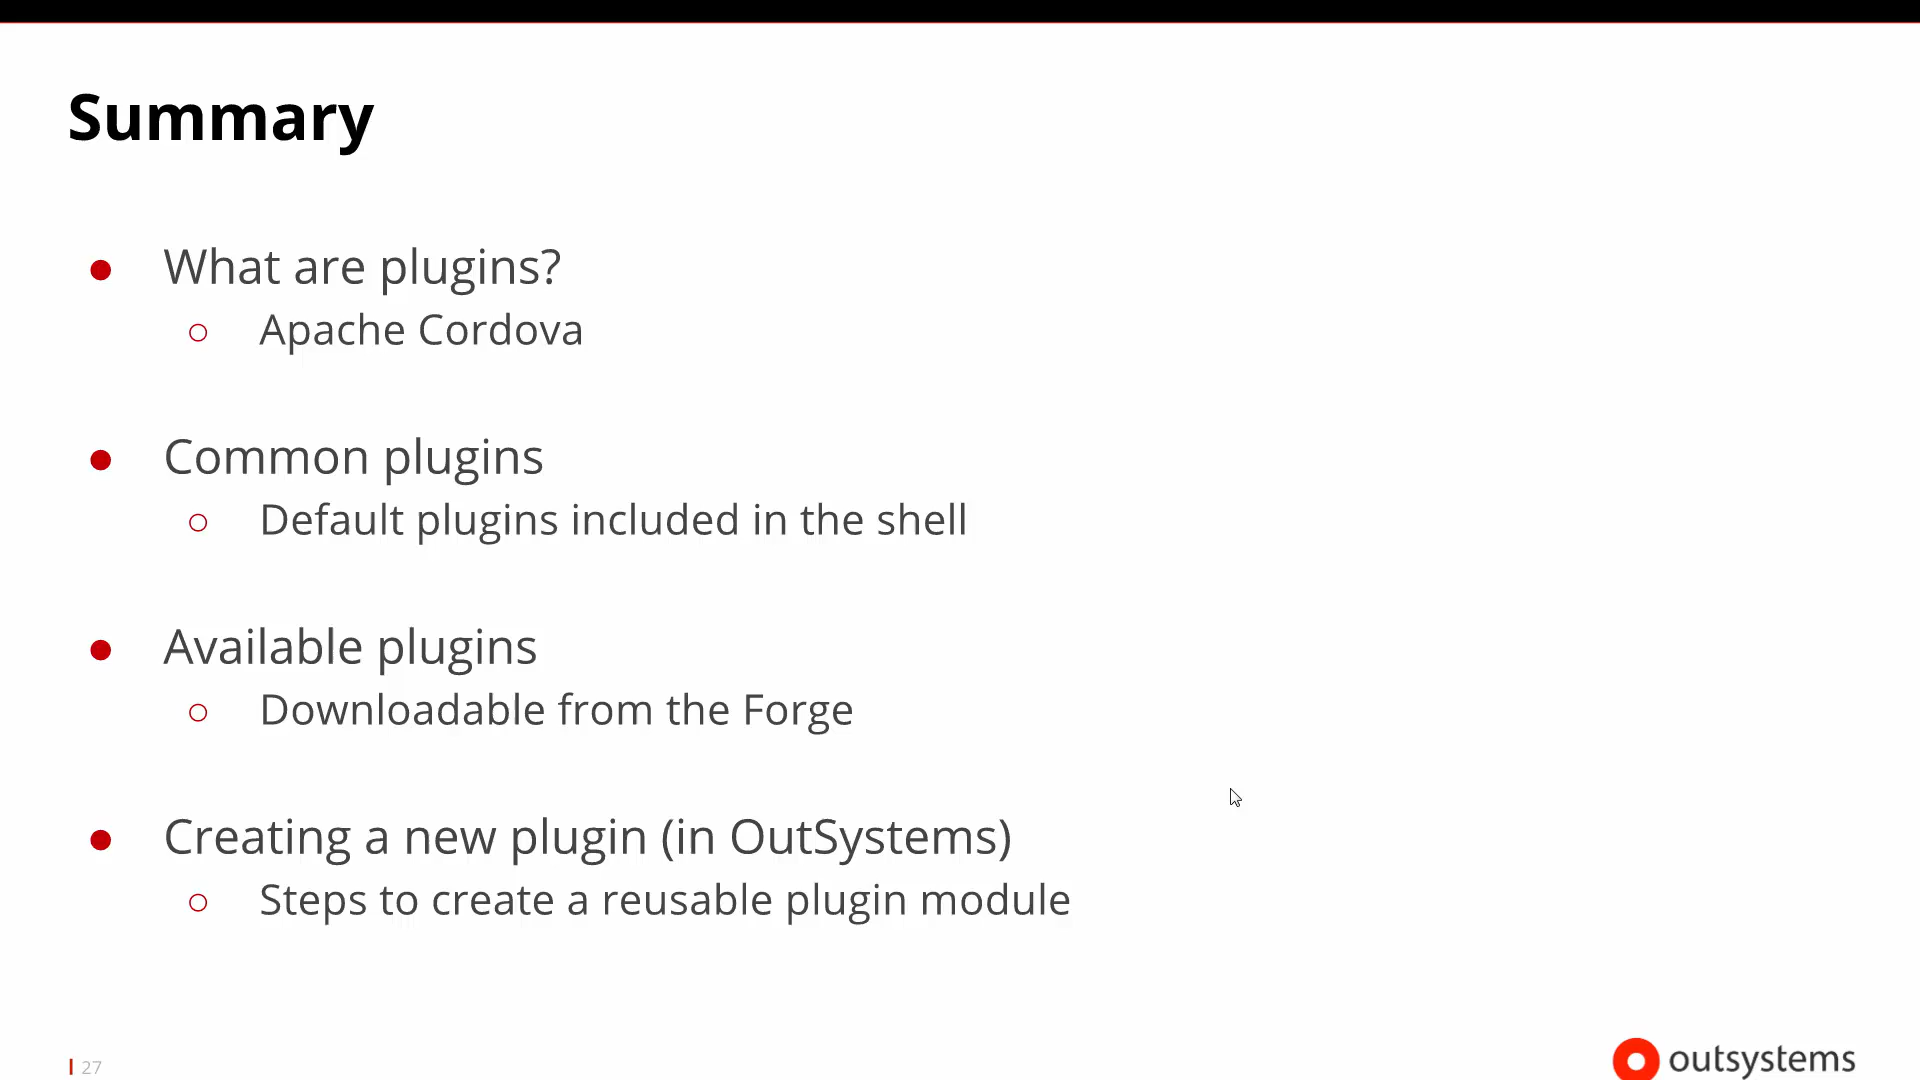 Summary
● What are plugins?
○ Apache Cordova
● Common plugins
○ Default plugins included in the shell
● Available plugins
○ Downloadable from the Forge
● Creating a new plugin (in OutSystems)
○ Steps to create a reusable plugin module
27
outsystems